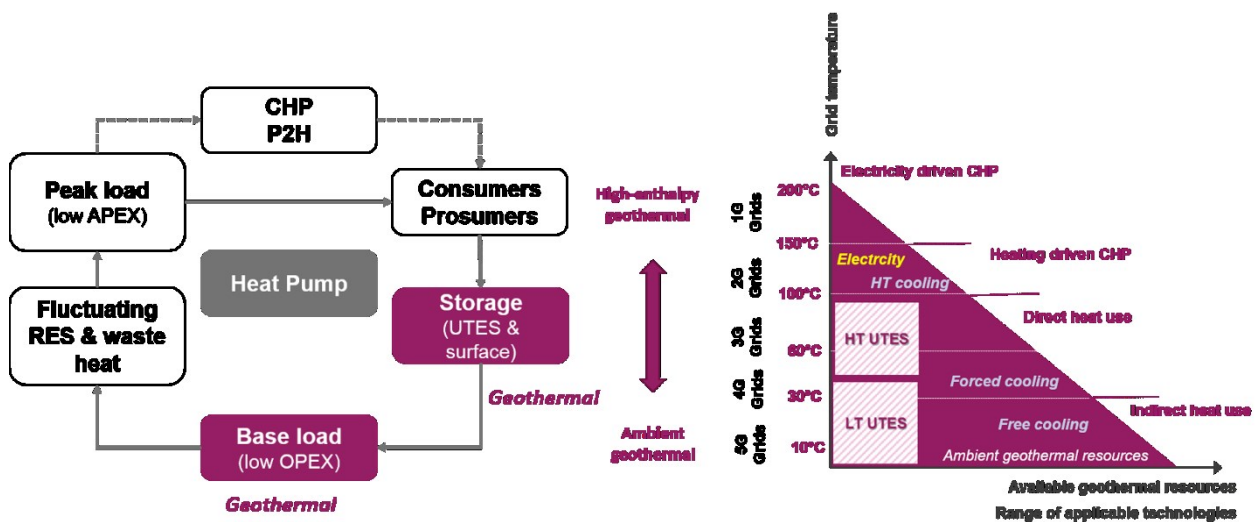 CHP
P2H
Peak load
(low APEX)
Consumers
Prosumers
Heat Pump
Fluctuating
RES & waste
heat
Storage
(UTES &
surface)
Geothermal
Base load
(low OPEX)
Geothermal
High-enthalpy
geothermal
Ambient
geothermal
Grid temperature
1G
Grids
2G
Grids
3G
Grids
4G
Grids
5G
Grids
200°C
150°C
100°C
60°C
30°C
10°C
Electricity driven CHP
Heating driven CHP
Direct heat use
Indirect heat use
Electrcity
HT cooling
HT UTES
Forced cooling
LT UTES
Free cooling
Ambient geothermal resources
Available geothermal resources
Range of applicable technologies